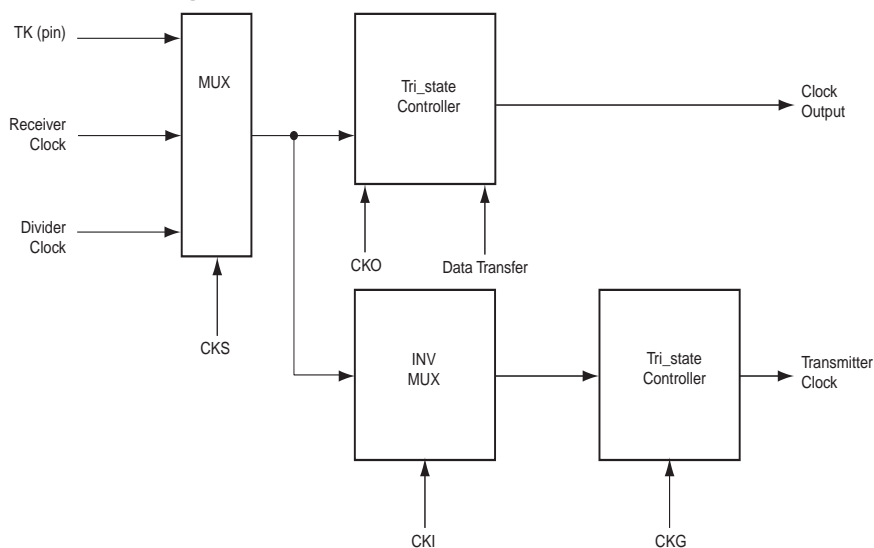 TK (pin)
MUX
Tri_state
Controller
Clock
Output
Receiver
Clock
Divider
Clock
CKO
Data Transfer
CKS
INV
MUX
Tri_state
Controller
Transmitter
Clock
CKI
CKG